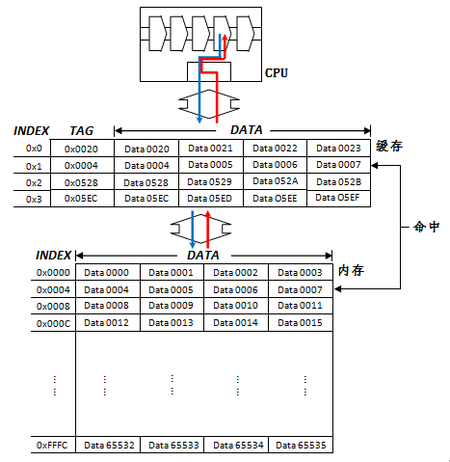 CPU
INDEX TAG DATA
0x0 0x0020 Data 0020 Data 0021 Data 0022 Data 0023 缓存
0x1 0x0004 Data 0004 Data 0005 Data 0006 Data 0007
0x2 0x0528 Data 0528 Data 0529 Data 052A Data 052B
0x3 0x05EC Data 05EC Data 05ED Data O5EE Data O5EF
命中
INDEX DATA
0x0000 Data 0000 Data 0001 Data 0002 Data 0003 内存
0x0004 Data 0004 Data 0005 Data 0006 Data 0007
0x0008 Data 0008 Data 0009 Data 0010 Data 0011
0x000C Data 0012 Data 0013 Data 0014 Data 0015
⋮ ⋮ ⋮ ⋮ ⋮
0xFFFC Data 65532 Data 65533 Data 65534 Data 65535